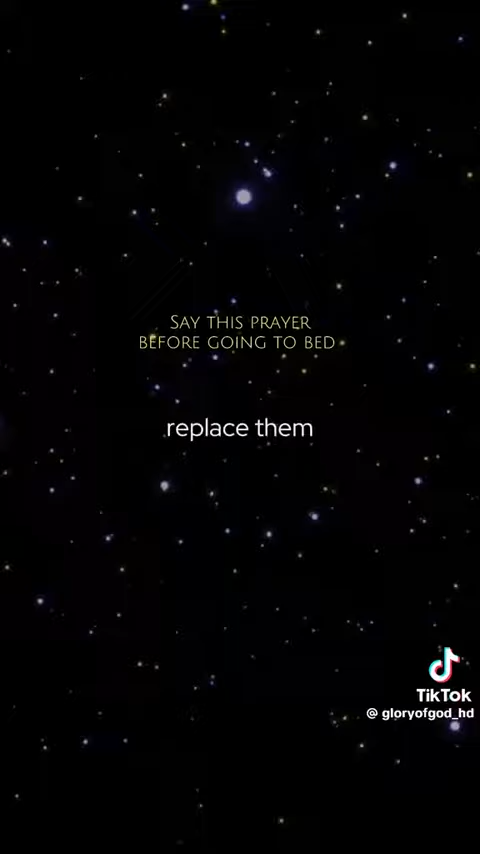 SAY THIS PRAYER
BEFORE GOING TO BED
replace them
TikTok
@ gloryofgod_hd